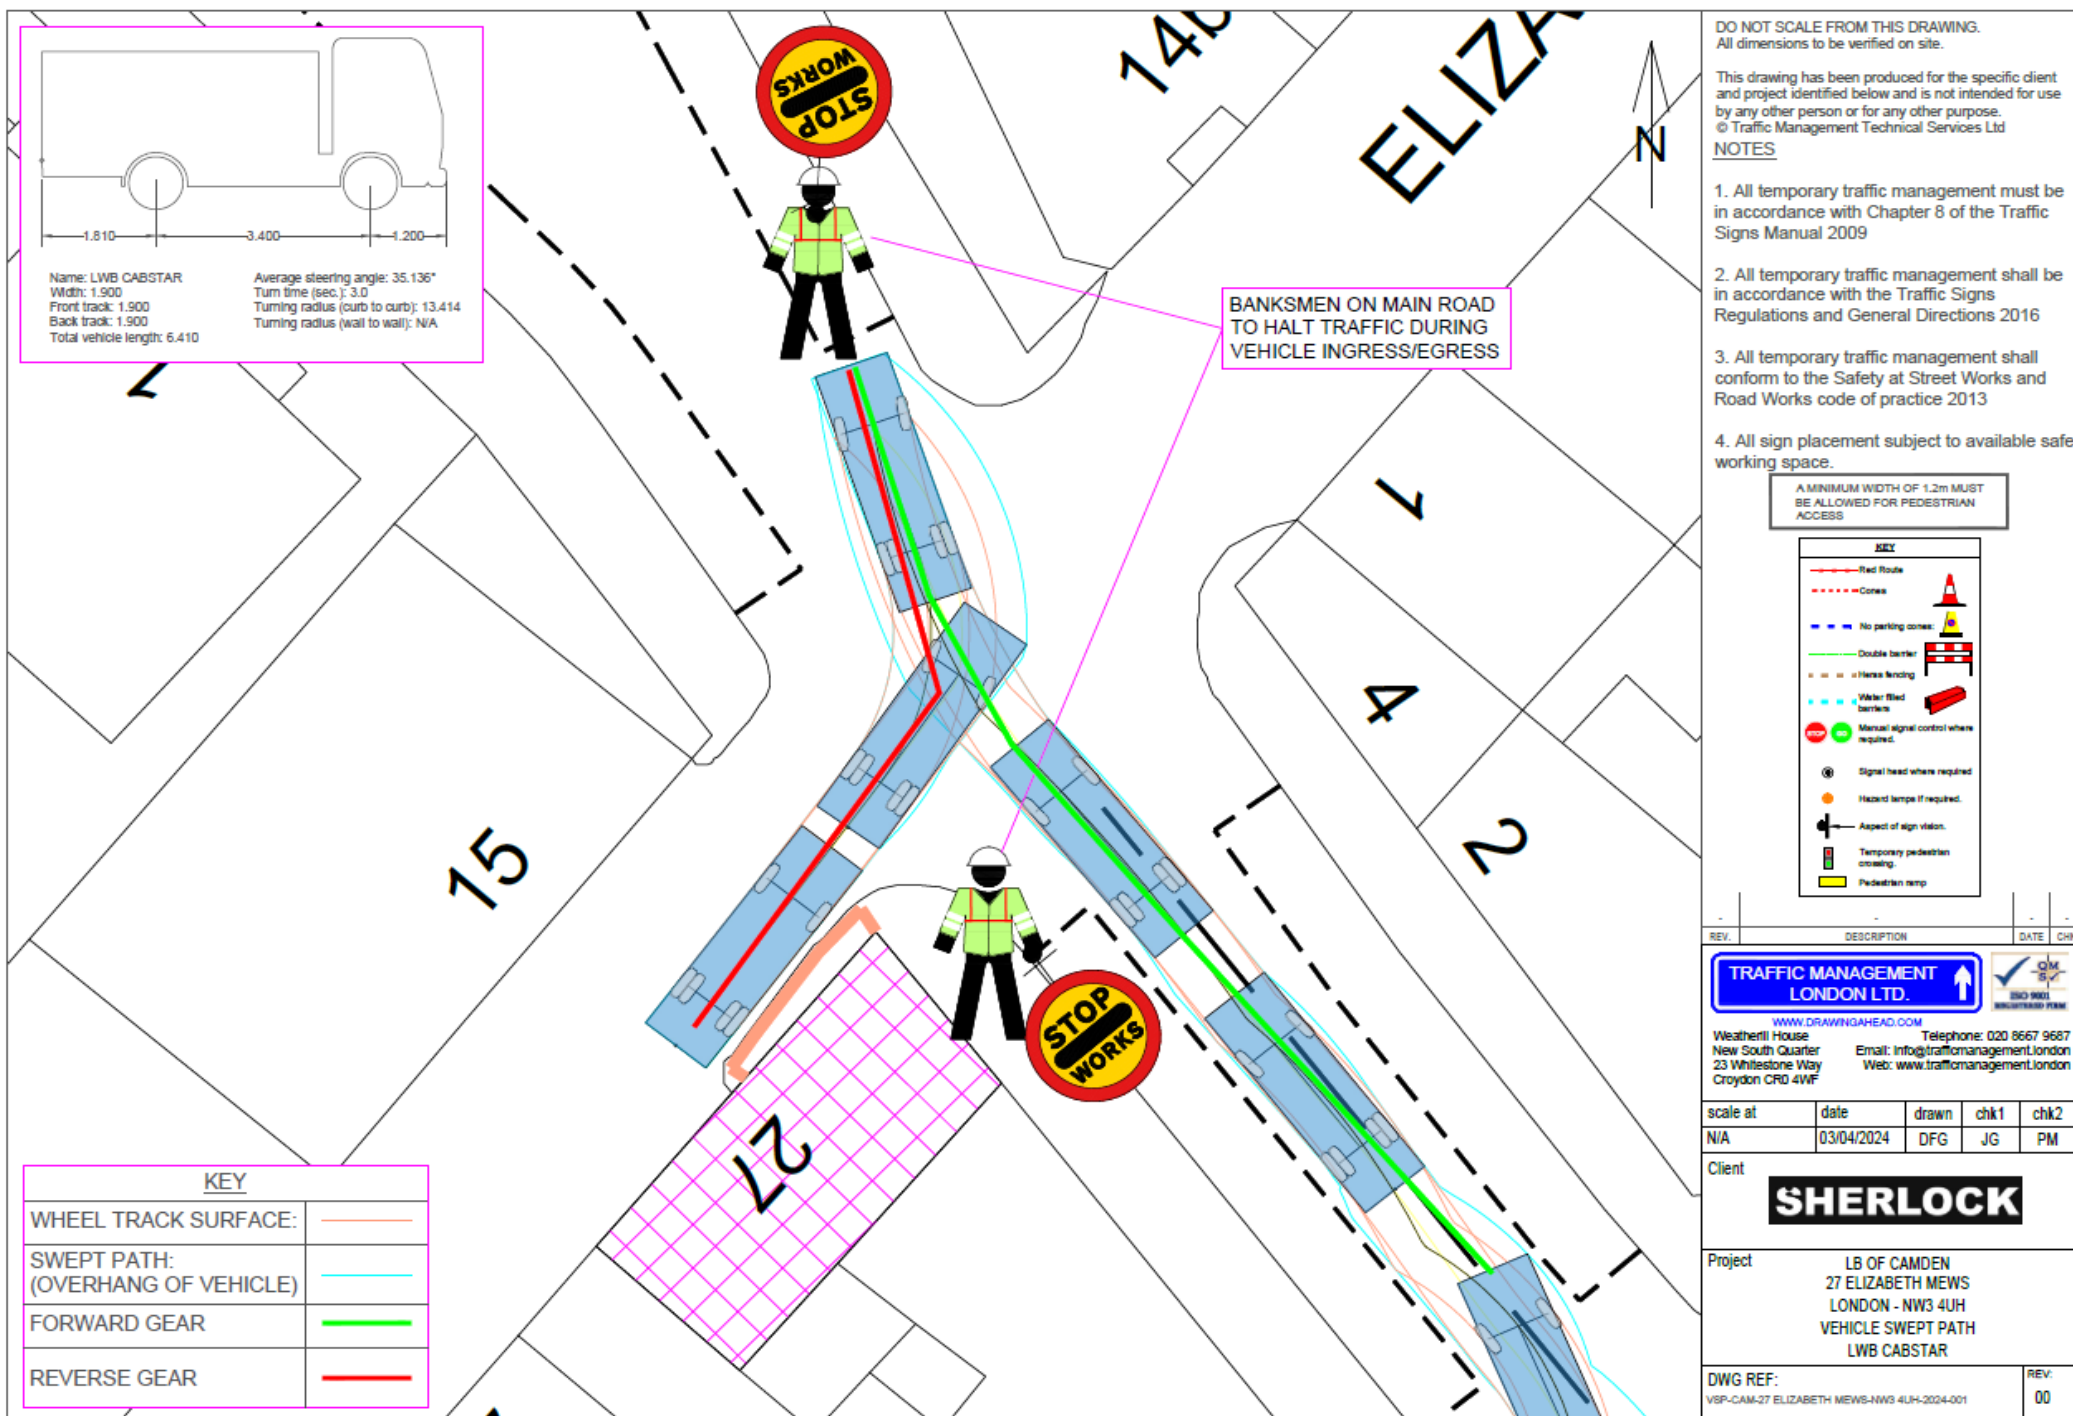 1.810
3.400
1.200
Name: LWB CABSTAR
Width: 1.900
Front track: 1.900
Back track: 1.900
Total vehicle length: 6.410
Average steering angle: 35.136°
Turn time (sec.): 3.0
Turning radius (curb to curb): 13.414
Turning radius (wall to wall): N/A
STOP
WORKS
14b
ELIZA
N
BANKSMEN ON MAIN ROAD
TO HALT TRAFFIC DURING
VEHICLE INGRESS/EGRESS
1
4
2
15
27
STOP
WORKS
KEY
WHEEL TRACK SURFACE:
SWEPT PATH:
(OVERHANG OF VEHICLE)
FORWARD GEAR
REVERSE GEAR
DO NOT SCALE FROM THIS DRAWING.
All dimensions to be verified on site.
This drawing has been produced for the specific client
and project identified below and is not intended for use
by any other person or for any other purpose.
© Traffic Management Technical Services Ltd
NOTES
1. All temporary traffic management must be
in accordance with Chapter 8 of the Traffic
Signs Manual 2009
2. All temporary traffic management shall be
in accordance with the Traffic Signs
Regulations and General Directions 2016
3. All temporary traffic management shall
conform to the Safety at Street Works and
Road Works code of practice 2013
4. All sign placement subject to available safe
working space.
A MINIMUM WIDTH OF 1.2m MUST
BE ALLOWED FOR PEDESTRIAN
ACCESS
KEY
Red Route
Cones
No parking cones:
Double barrier
Heras fencing
Water filled
barriers
STOP GO Manual signal control where
required.
Signal head where required
Hazard lamps if required.
Aspect of sign vision.
Temporary pedestrian
crossing.
Pedestrian ramp
- - - -
REV. DESCRIPTION DATE CHK
TRAFFIC MANAGEMENT
LONDON LTD.
QM
S
ISO 9001
REGISTERED FIRM
WWW.DRAWINGAHEAD.COM
Weatherill House
New South Quarter
23 Whitestone Way
Croydon CR0 4WF
Telephone: 020 8667 9687
Email: info@trafficmanagement.london
Web: www.trafficmanagement.london
scale at date drawn chk1 chk2
N/A 03/04/2024 DFG JG PM
Client
SHERLOCK
Project
LB OF CAMDEN
27 ELIZABETH MEWS
LONDON - NW3 4UH
VEHICLE SWEPT PATH
LWB CABSTAR
DWG REF:
VSP-CAM-27 ELIZABETH MEWS-NW3 4UH-2024-001
REV:
00